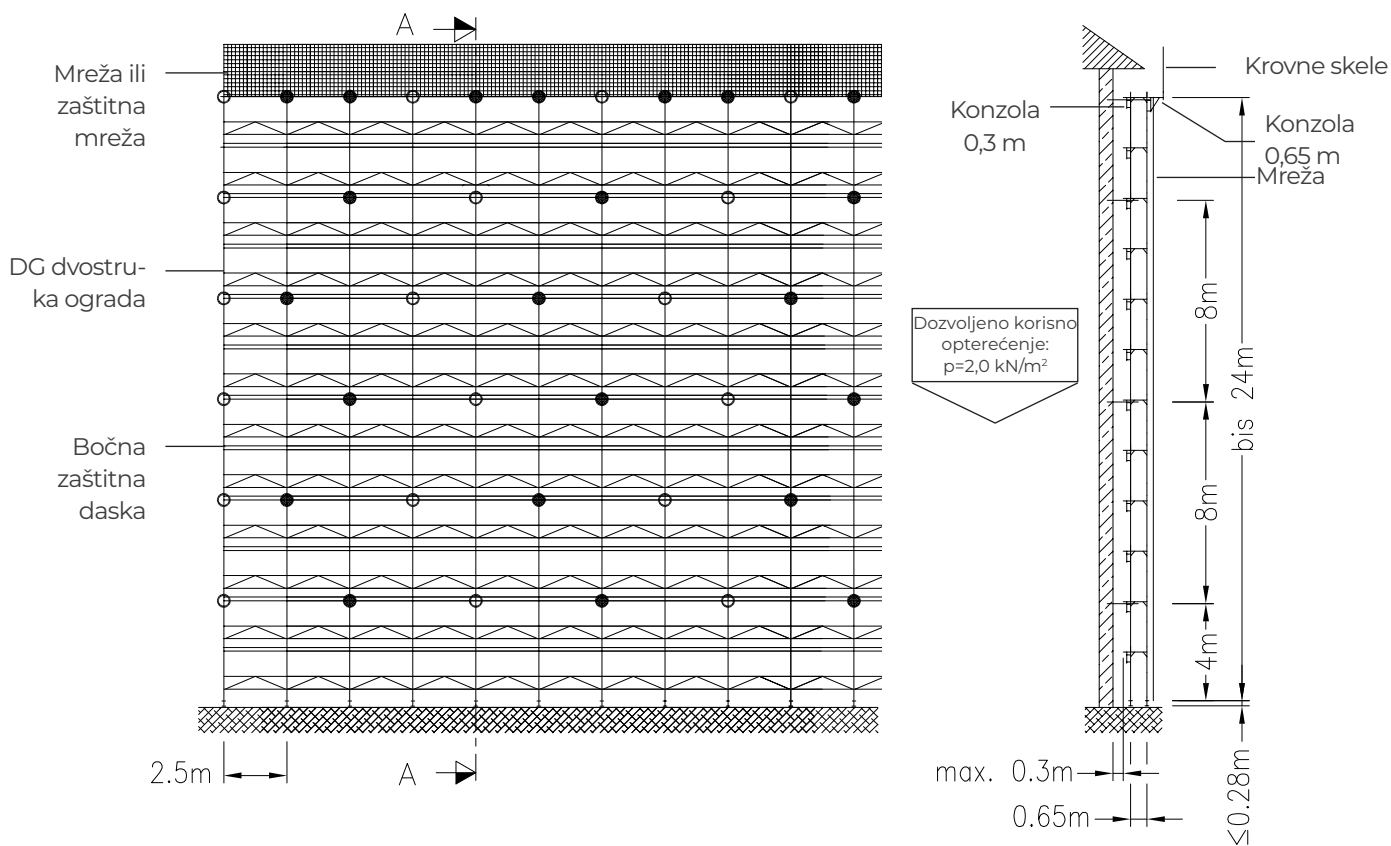 A
Mreža ili
zaštitna
mreža
DG dvostru-
ka ograda
Bočna
zaštitna
daska
2.5m
A
Krovne skele
Konzola
0,3 m
Konzola
0,65 m
Mreža
Dozvoljeno korisno
opterećenje:
p=2,0 kN/m²
8m
8m
4m
bis 24m
≤0.28m
max. 0.3m
0.65m